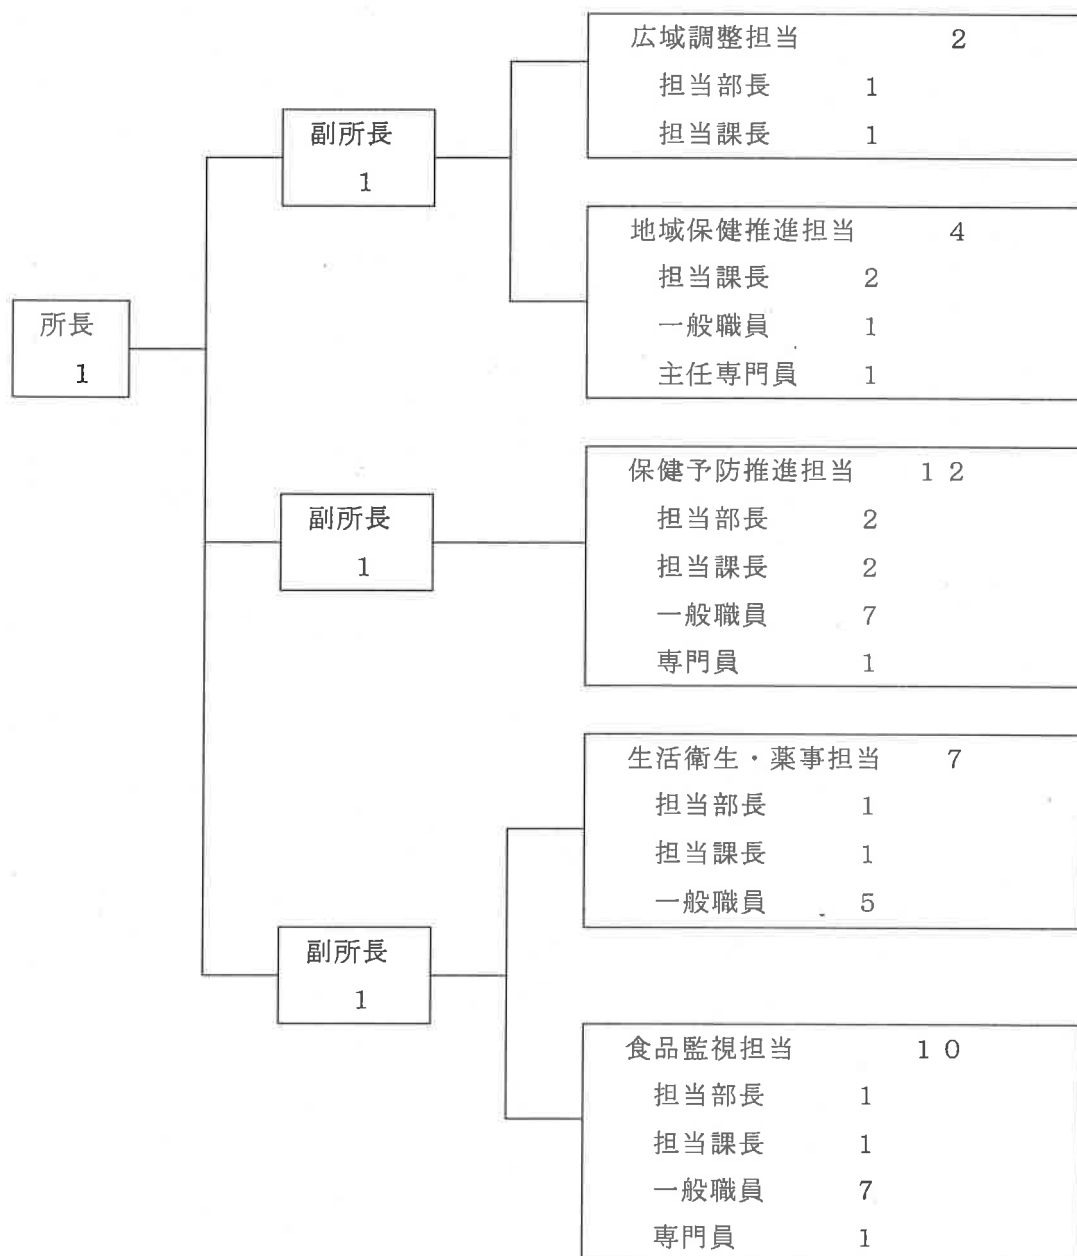 所長
1
副所長
1
広域調整担当 2
担当部長 1
担当課長 1
地域保健推進担当 4
担当課長 2
一般職員 1
主任専門員 1
副所長
1
保健予防推進担当 12
担当部長 2
担当課長 2
一般職員 7
専門員 1
副所長
1
生活衛生・薬事担当 7
担当部長 1
担当課長 1
一般職員 5
食品監視担当 10
担当部長 1
担当課長 1
一般職員 7
専門員 1